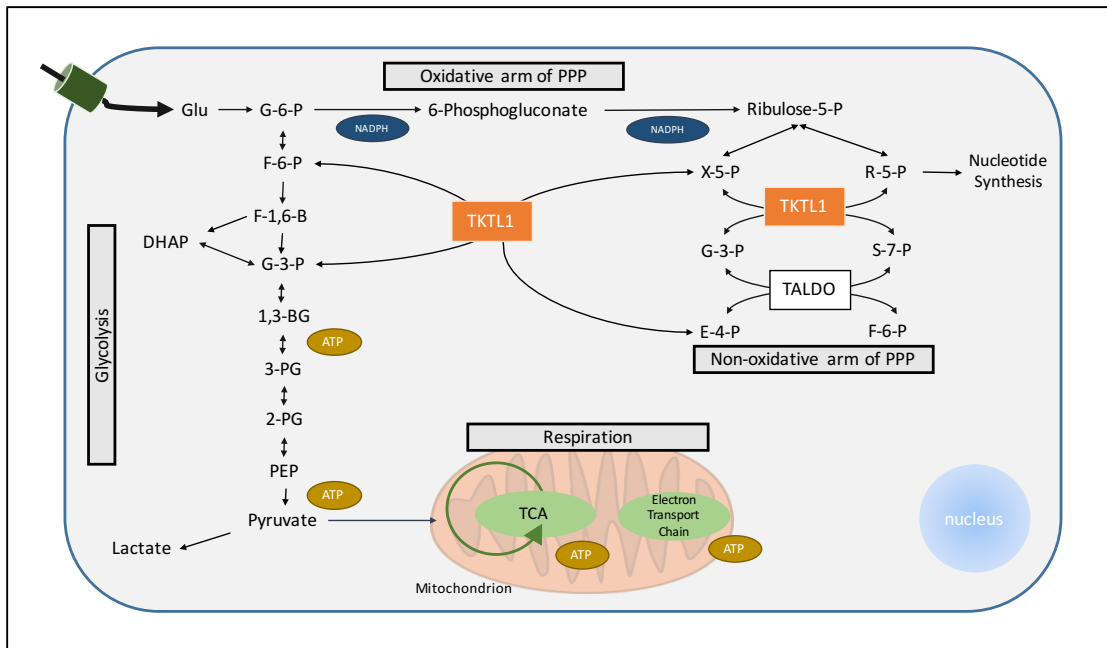 Oxidative arm of PPP
Glu
G-6-P
6-Phosphogluconate
Ribulose-5-P
NADPH
NADPH
F-6-P
X-5-P
R-5-P
Nucleotide
Synthesis
TKTL1
TKTL1
F-1,6-B
DHAP
G-3-P
G-3-P
S-7-P
TALDO
1,3-BG
E-4-P
F-6-P
ATP
Non-oxidative arm of PPP
Glycolysis
3-PG
2-PG
Respiration
PEP
ATP
Pyruvate
TCA
Electron
Transport
Chain
nucleus
Lactate
ATP
ATP
Mitochondrion